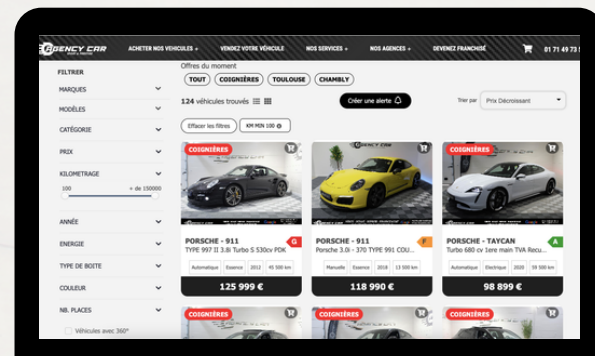 AGENCY CAR
ACHETER NOS VEHICULES +
VENDEZ VOTRE VÉHICULE
NOS SERVICES +
NOS AGENCES +
DEVENEZ FRANCHISÉ
01 71 49 73
Offres du moment
TOUT
COIGNIÈRES
TOULOUSE
CHAMBLY
124 véhicules trouvés
Créer une alerte
Trier par
Prix Décroissant
Effacer les filtres
KM MIN 100
FILTRER
MARQUES
MODÈLES
CATÉGORIE
PRIX
KILOMETRAGE
100
+ de 150000
ANNÉE
ENERGIE
TYPE DE BOITE
COULEUR
NB. PLACES
Véhicules avec 360°
COIGNIÈRES
PORSCHE - 911
G
TYPE 997 II 3.8i Turbo S 530cv PDK
Automatique
Essence
2012
45 500 km
125 999 €
COIGNIÈRES
PORSCHE - 911
F
Porsche 3.0i - 370 TYPE 991 COU...
Manuelle
Essence
2018
13 500 km
118 990 €
COIGNIÈRES
PORSCHE - TAYCAN
A
Turbo 680 cv 1ere main TVA Recu...
Automatique
Electrique
2020
59 500 km
98 899 €
COIGNIÈRES
COIGNIÈRES
COIGNIÈRES